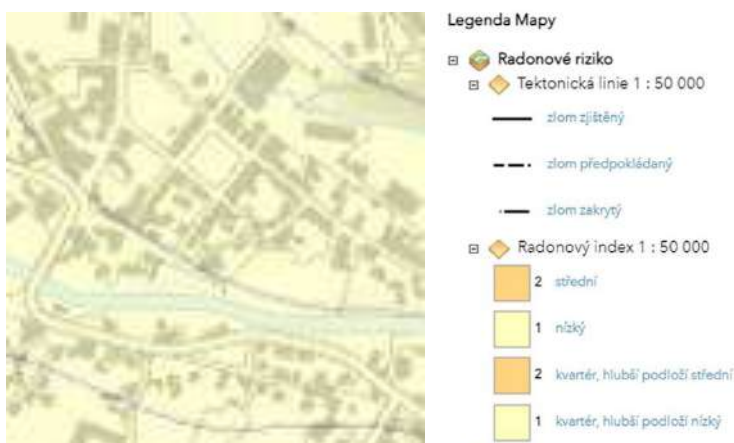 Legenda Mapy
Radonové riziko
Tektonická linie 1 : 50 000
zlom zjištěný
zlom předpokládaný
zlom zakrytý
Radonový index 1 : 50 000
2 střední
1 nízký
2 kvartér, hlubší podloží střední
1 kvartér, hlubší podloží nízký